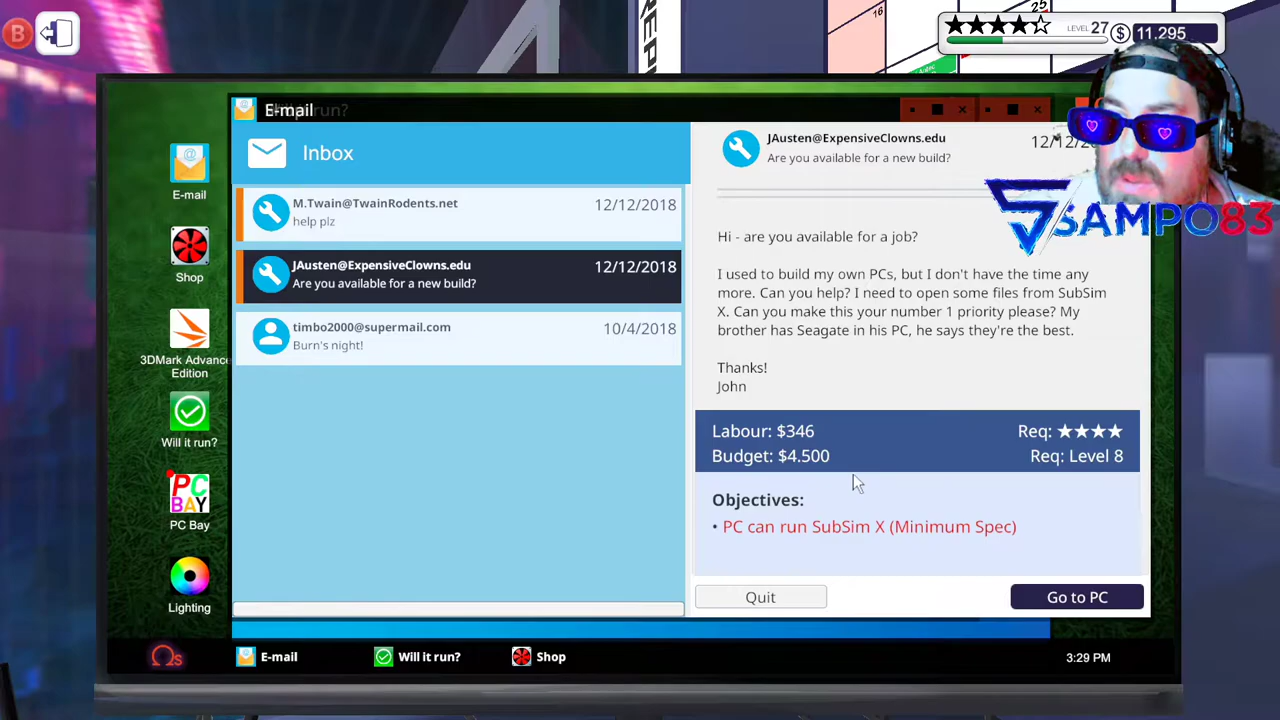 B
16
25
LEVEL 27
$ 11.295
E-mail
run?
E-mail
Shop
3DMark Advance
Edition
Will it run?
PC
BAY
PC Bay
Lighting
Inbox
M.Twain@TwainRodents.net
12/12/2018
help plz
JAusten@ExpensiveClowns.edu
12/12/2018
Are you available for a new build?
timbo2000@supermail.com
10/4/2018
Burn's night!
JAusten@ExpensiveClowns.edu
Are you available for a new build?
SAMPO83
Hi - are you available for a job?
I used to build my own PCs, but I don't have the time any
more. Can you help? I need to open some files from SubSim
X. Can you make this your number 1 priority please? My
brother has Seagate in his PC, he says they're the best.
Thanks!
John
Labour: $346
Req: ★★★★
Budget: $4.500
Req: Level 8
Objectives:
• PC can run SubSim X (Minimum Spec)
Quit
Go to PC
E-mail
Will it run?
Shop
3:29 PM